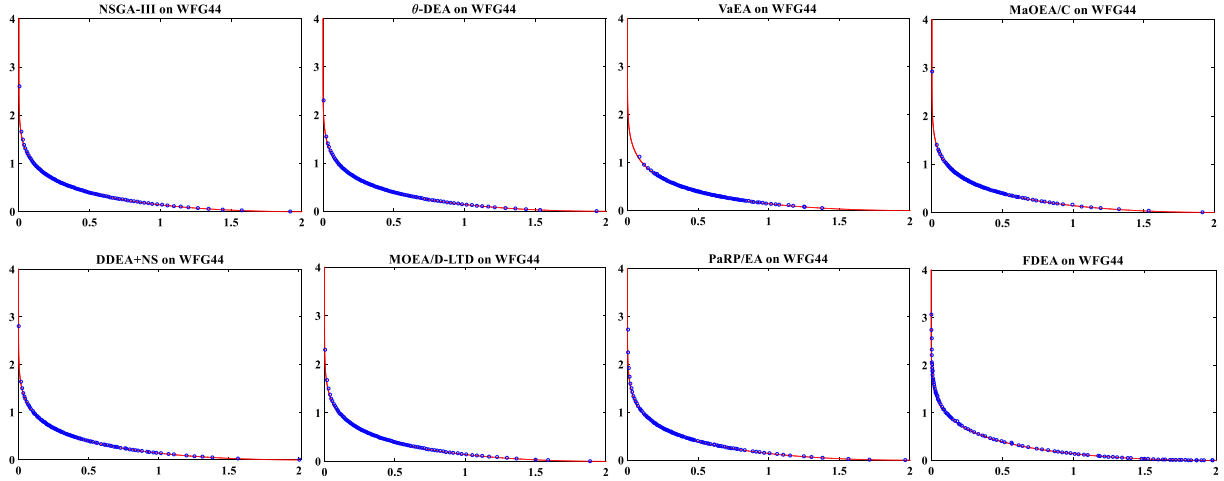 NSGA-III on WFG44
θ-DEA on WFG44
VaEA on WFG44
MaOEA/C on WFG44
4
3
2
1
0
0 0.5 1 1.5 2
4
3
2
1
0
0 0.5 1 1.5 2
4
3
2
1
0
0 0.5 1 1.5 2
4
3
2
1
0
0 0.5 1 1.5 2
DDEA+NS on WFG44
MOEA/D-LTD on WFG44
PaRP/EA on WFG44
FDEA on WFG44
4
3
2
1
0
0 0.5 1 1.5 2
4
3
2
1
0
0 0.5 1 1.5 2
4
3
2
1
0
0 0.5 1 1.5 2
4
3
2
1
0
0 0.5 1 1.5 2